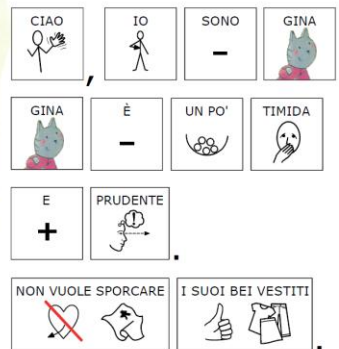 CIAO, IO SONO GINA
GINA È UN PO' TIMIDA
E PRUDENTE.
NON VUOLE SPORCARE I SUOI BEI VESTITI.